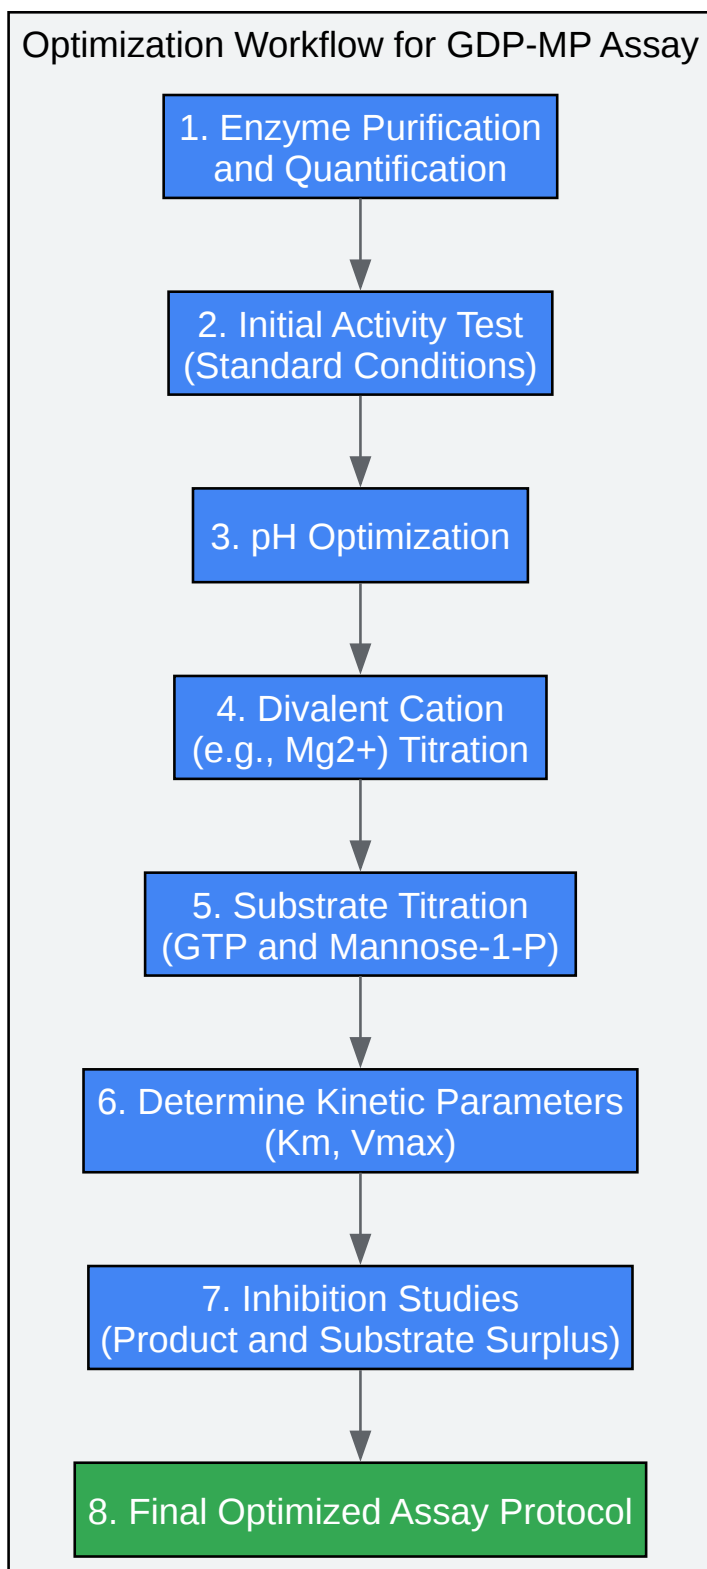 Optimization Workflow for GDP-MP Assay
1. Enzyme Purification
and Quantification
2. Initial Activity Test
(Standard Conditions)
3. pH Optimization
4. Divalent Cation
(e.g., Mg2+) Titration
5. Substrate Titration
(GTP and Mannose-1-P)
6. Determine Kinetic Parameters
(Km, Vmax)
7. Inhibition Studies
(Product and Substrate Surplus)
8. Final Optimized Assay Protocol